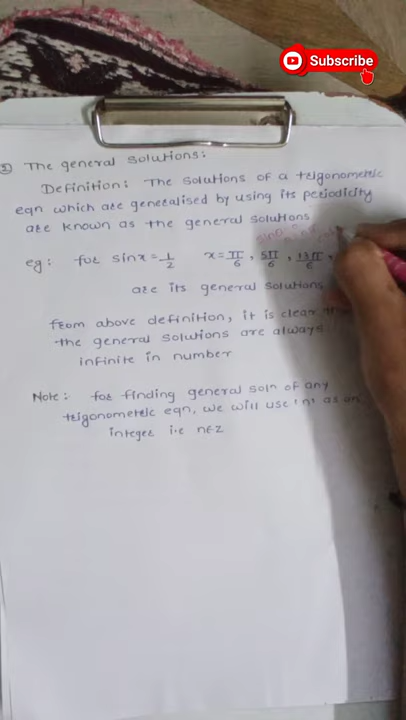 Subscribe
2) The general solutions:
Definition: The solutions of a trigonometric
eqn which are generalised by using its periodicity
are known as the general solutions
eg: for sinx = 1/2 x = π/6, 5π/6, 13π/6,
are its general solutions
from above definition, it is clear
the general solutions are always
infinite in number
Note: for finding general soln of any
trigonometric eqn, we will use 'n' as an
integer i.e n∈Z